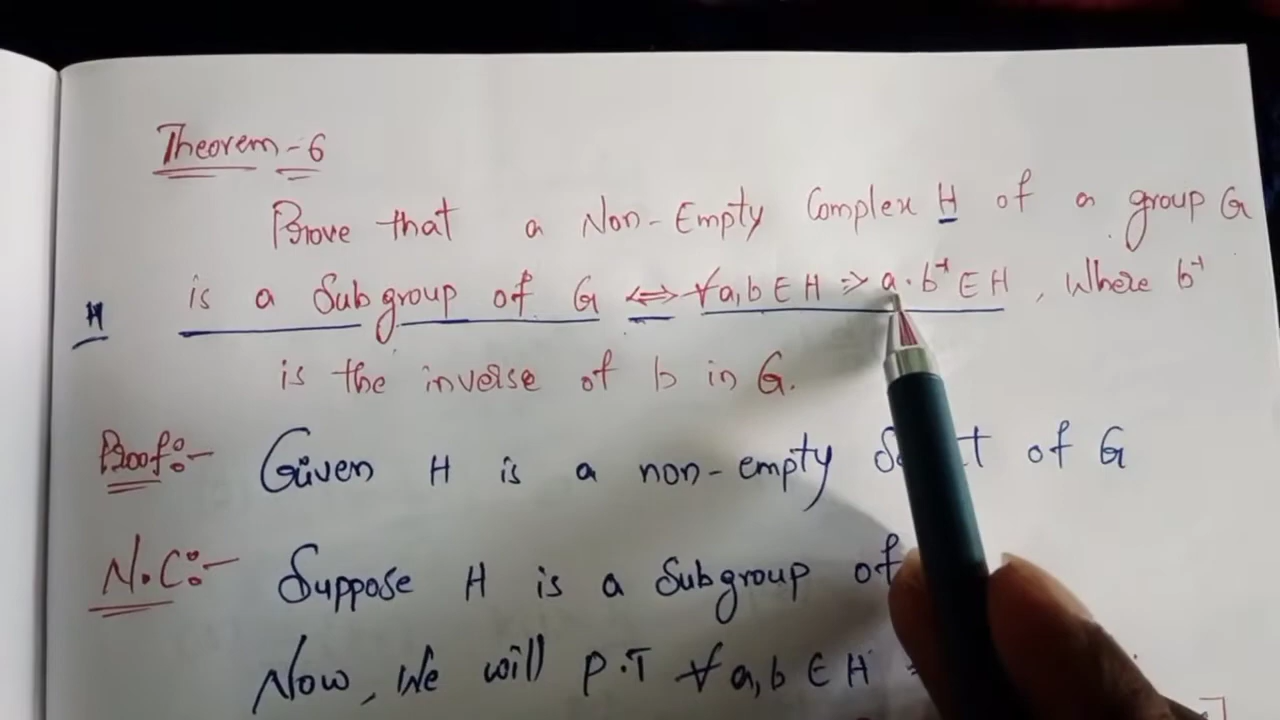 Theorem-6
Prove that a Non-Empty Complex H of a group G
is a Subgroup of G ⇔ ∀a,b∈H ⇒ a·b⁻¹∈H, Where b⁻¹
H
is the inverse of b in G.
Proof:- Given H is a non-empty of G
N.C:- Suppose H is a Subgroup of
Now, We will P.T ∀a,b∈H